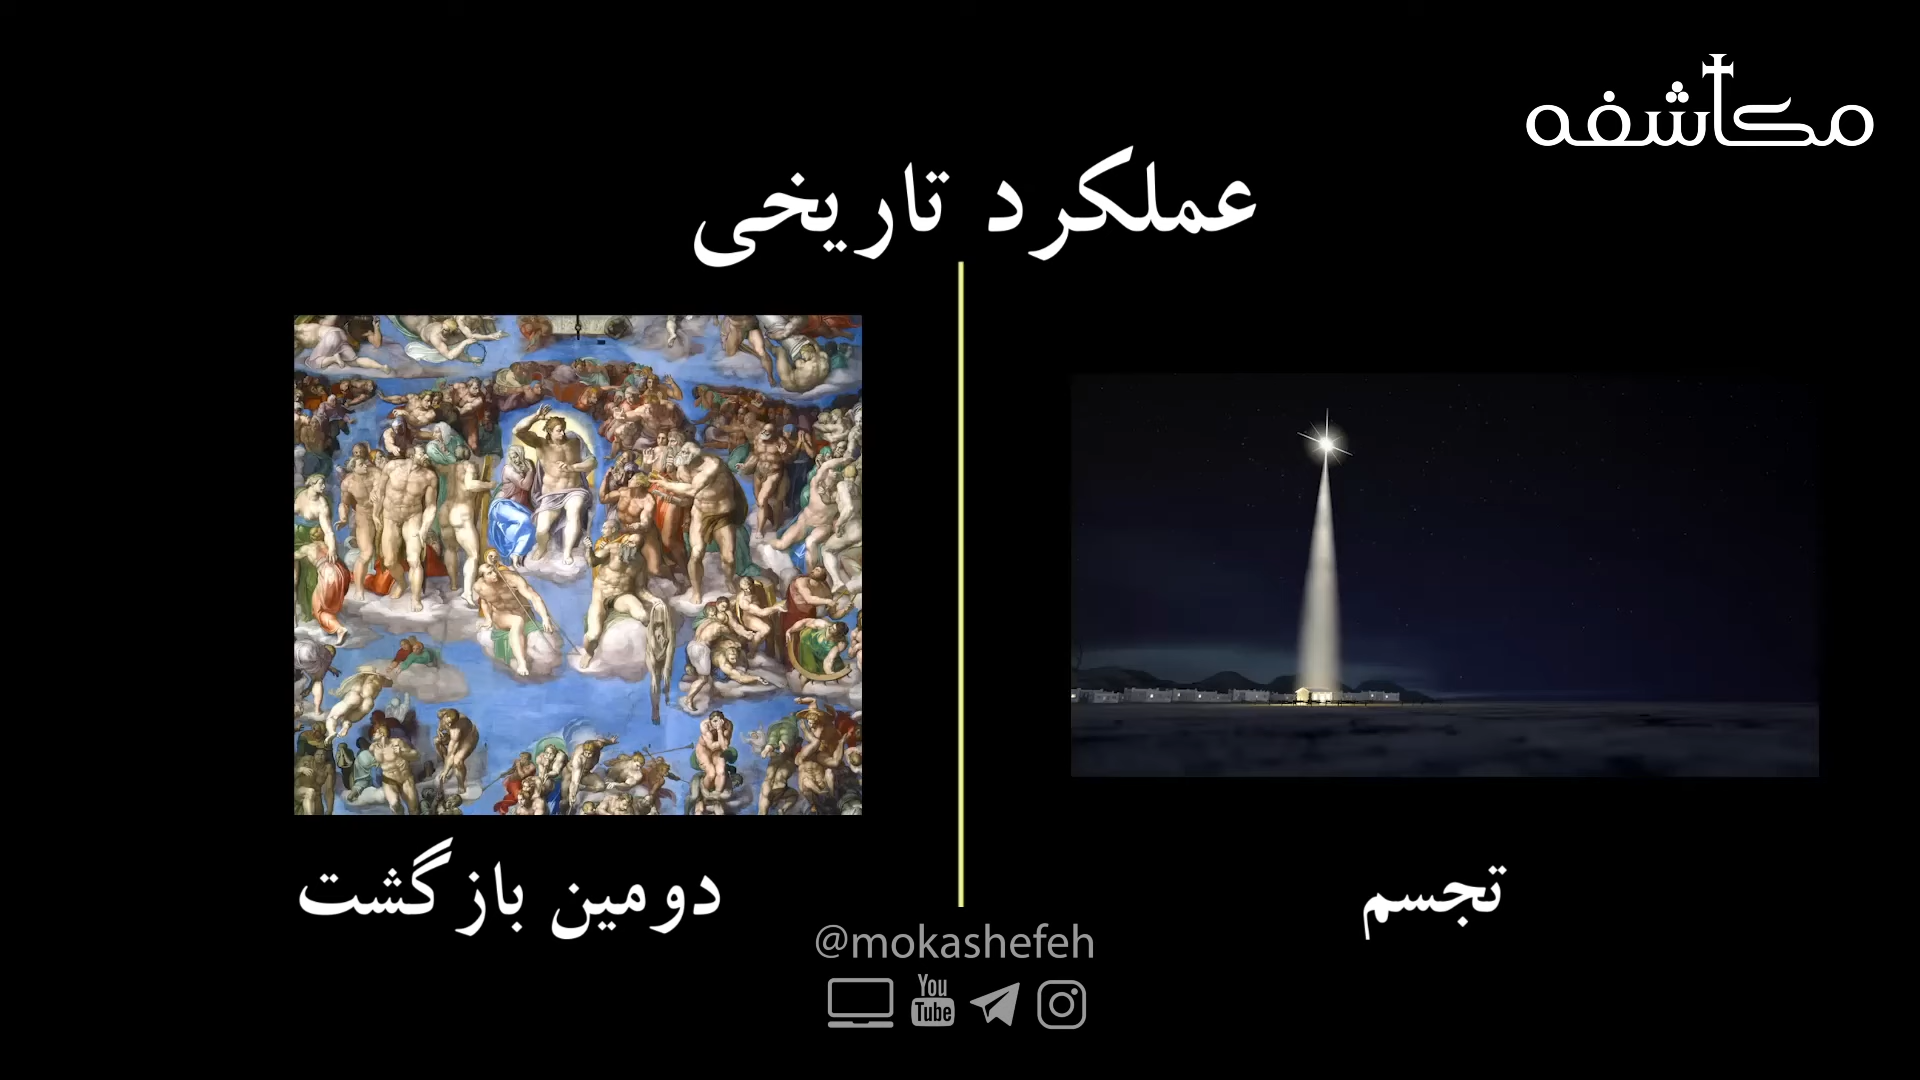 مکاشفه
عملکرد تاریخی
تجسم
دومین بازگشت
@mokashefeh
You
Tube